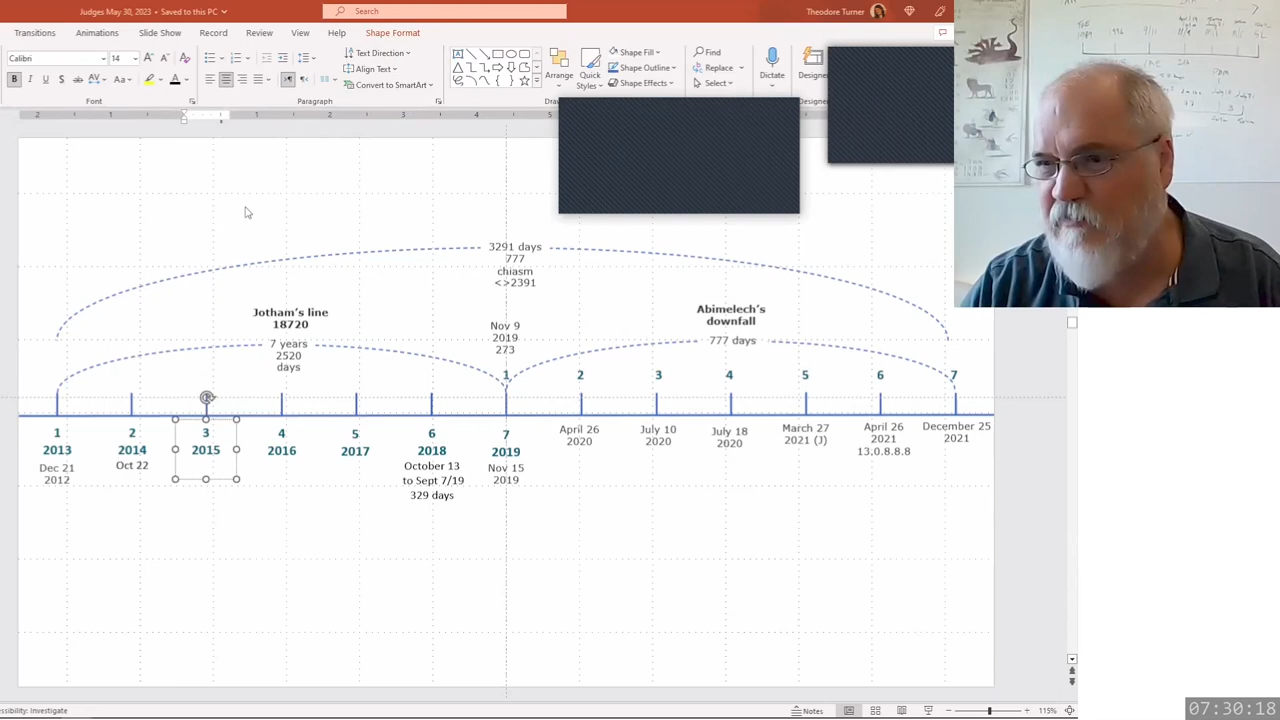 Judges May 30, 2023 • Saved to this PC
Search
Theodore Turner
Transitions
Animations
Slide Show
Record
Review
View
Help
Shape Format
Calibri
14
Text Direction
Align Text
Convert to SmartArt
Arrange
Quick
Styles
Shape Fill
Shape Outline
Shape Effects
Find
Replace
Select
Dictate
Designer
Font
Paragraph
3291 days
777
chiasm
<>2391
Jotham's line
18720
7 years
2520
days
Nov 9
2019
273
Abimelech's
downfall
777 days
1 2 3 4 5 6 7
1
2013
Dec 21
2012
2
2014
Oct 22
3
2015
4
2016
5
2017
6
2018
October 13
to Sept 7/19
329 days
7
2019
Nov 15
2019
April 26
2020
July 10
2020
July 18
2020
March 27
2021 (J)
April 26
2021
13.0.8.8.8
December 25
2021
ssibility: Investigate
Notes
115%
07:30:18